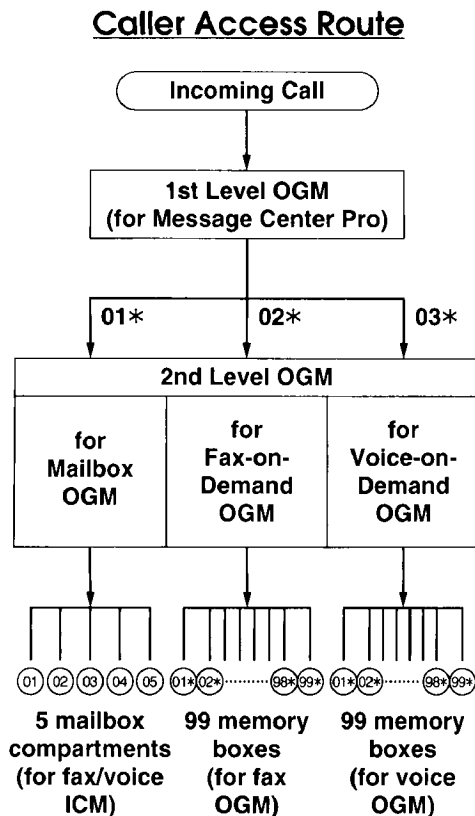 Caller Access Route
Incoming Call
1st Level OGM
(for Message Center Pro)
01* 02* 03*
2nd Level OGM
for
Mailbox
OGM
for
Fax-on-
Demand
OGM
for
Voice-on-
Demand
OGM
01 02 03 04 05
01* 02* ········ 98* 99*
01* 02* ········ 98* 99*
5 mailbox
compartments
(for fax/voice
ICM)
99 memory
boxes
(for fax
OGM)
99 memory
boxes
(for voice
OGM)